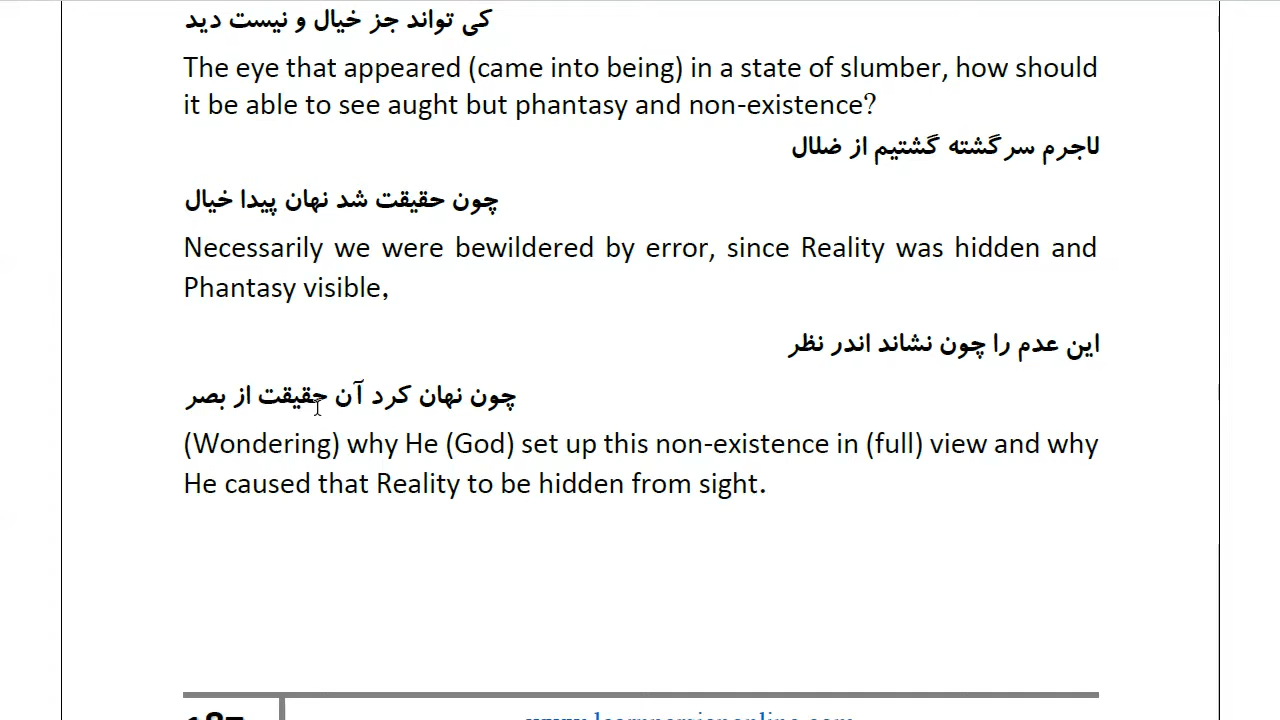 کی تواند جز خیال و نیست دید
The eye that appeared (came into being) in a state of slumber, how should
it be able to see aught but phantasy and non-existence?
لاجرم سرگشته گشتیم از ضلال
چون حقیقت شد نهان پیدا خیال
Necessarily we were bewildered by error, since Reality was hidden and
Phantasy visible,
این عدم را چون نشاند اندر نظر
چون نهان کرد آن حقیقت از بصر
(Wondering) why He (God) set up this non-existence in (full) view and why
He caused that Reality to be hidden from sight.
www.learnpersianonline.com